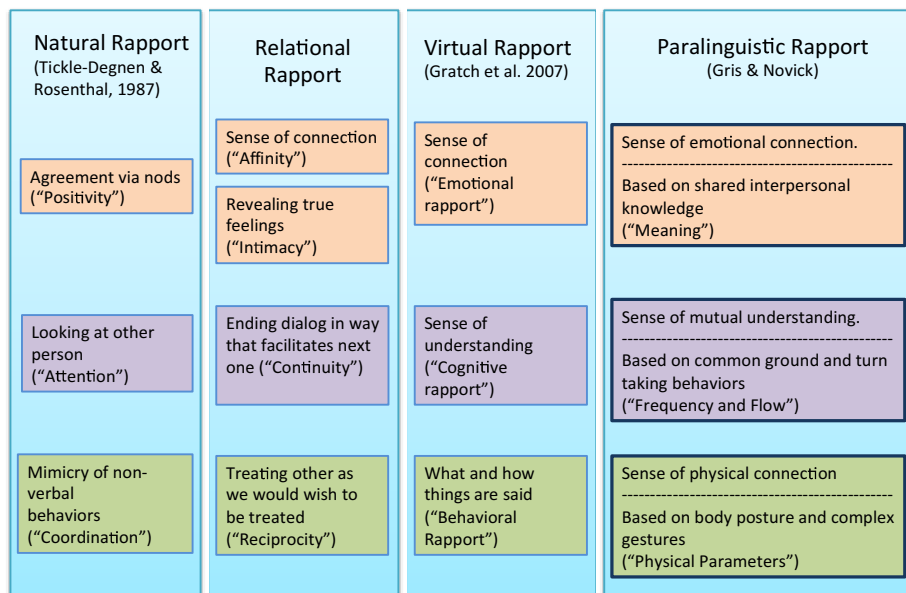 Natural Rapport
(Tickle-Degnen &
Rosenthal, 1987)
Agreement via nods
(“Positivity”)
Looking at other
person
(“Attention”)
Mimicry of non-
verbal
behaviors
(“Coordination”)
Relational
Rapport
Sense of connection
(“Affinity”)
Revealing true
feelings
(“Intimacy”)
Ending dialog in way
that facilitates next
one (“Continuity”)
Treating other as
we would wish to
be treated
(“Reciprocity”)
Virtual Rapport
(Gratch et al. 2007)
Sense of
connection
(“Emotional
rapport”)
Sense of
understanding
(“Cognitive
rapport”)
What and how
things are said
(“Behavioral
Rapport”)
Paralinguistic Rapport
(Gris & Novick)
Sense of emotional connection.
Based on shared interpersonal
knowledge
(“Meaning”)
Sense of mutual understanding.
Based on common ground and turn
taking behaviors
(“Frequency and Flow”)
Sense of physical connection
Based on body posture and complex
gestures
(“Physical Parameters”)